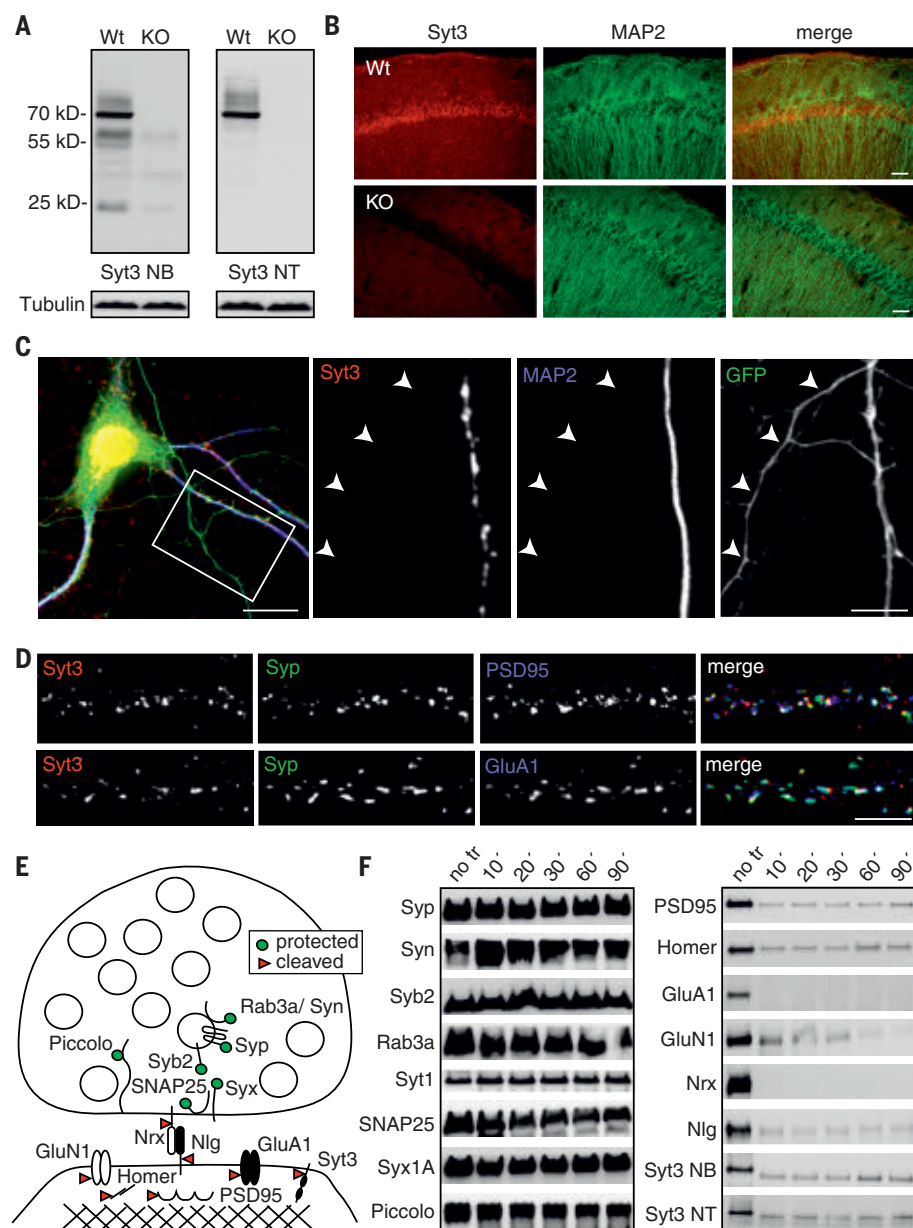 A
Wt KO
Wt KO
70 kD-
55 kD-
25 kD-
Syt3 NB
Syt3 NT
Tubulin
B
Syt3
MAP2
merge
Wt
KO
C
Syt3
MAP2
GFP
D
Syt3
Syp
PSD95
merge
Syt3
Syp
GluA1
merge
E
protected
cleaved
Rab3a/ Syn
Piccolo
Syp
Syb2
SNAP25
Syx
Nrx
Nlg
GluN1
GluA1
Homer
Syt3
PSD95
F
no tr 10- 20- 30- 60- 90-
Syp
Syn
Syb2
Rab3a
Syt1
SNAP25
Syx1A
Piccolo
no tr 10- 20- 30- 60- 90-
PSD95
Homer
GluA1
GluN1
Nrx
Nlg
Syt3 NB
Syt3 NT